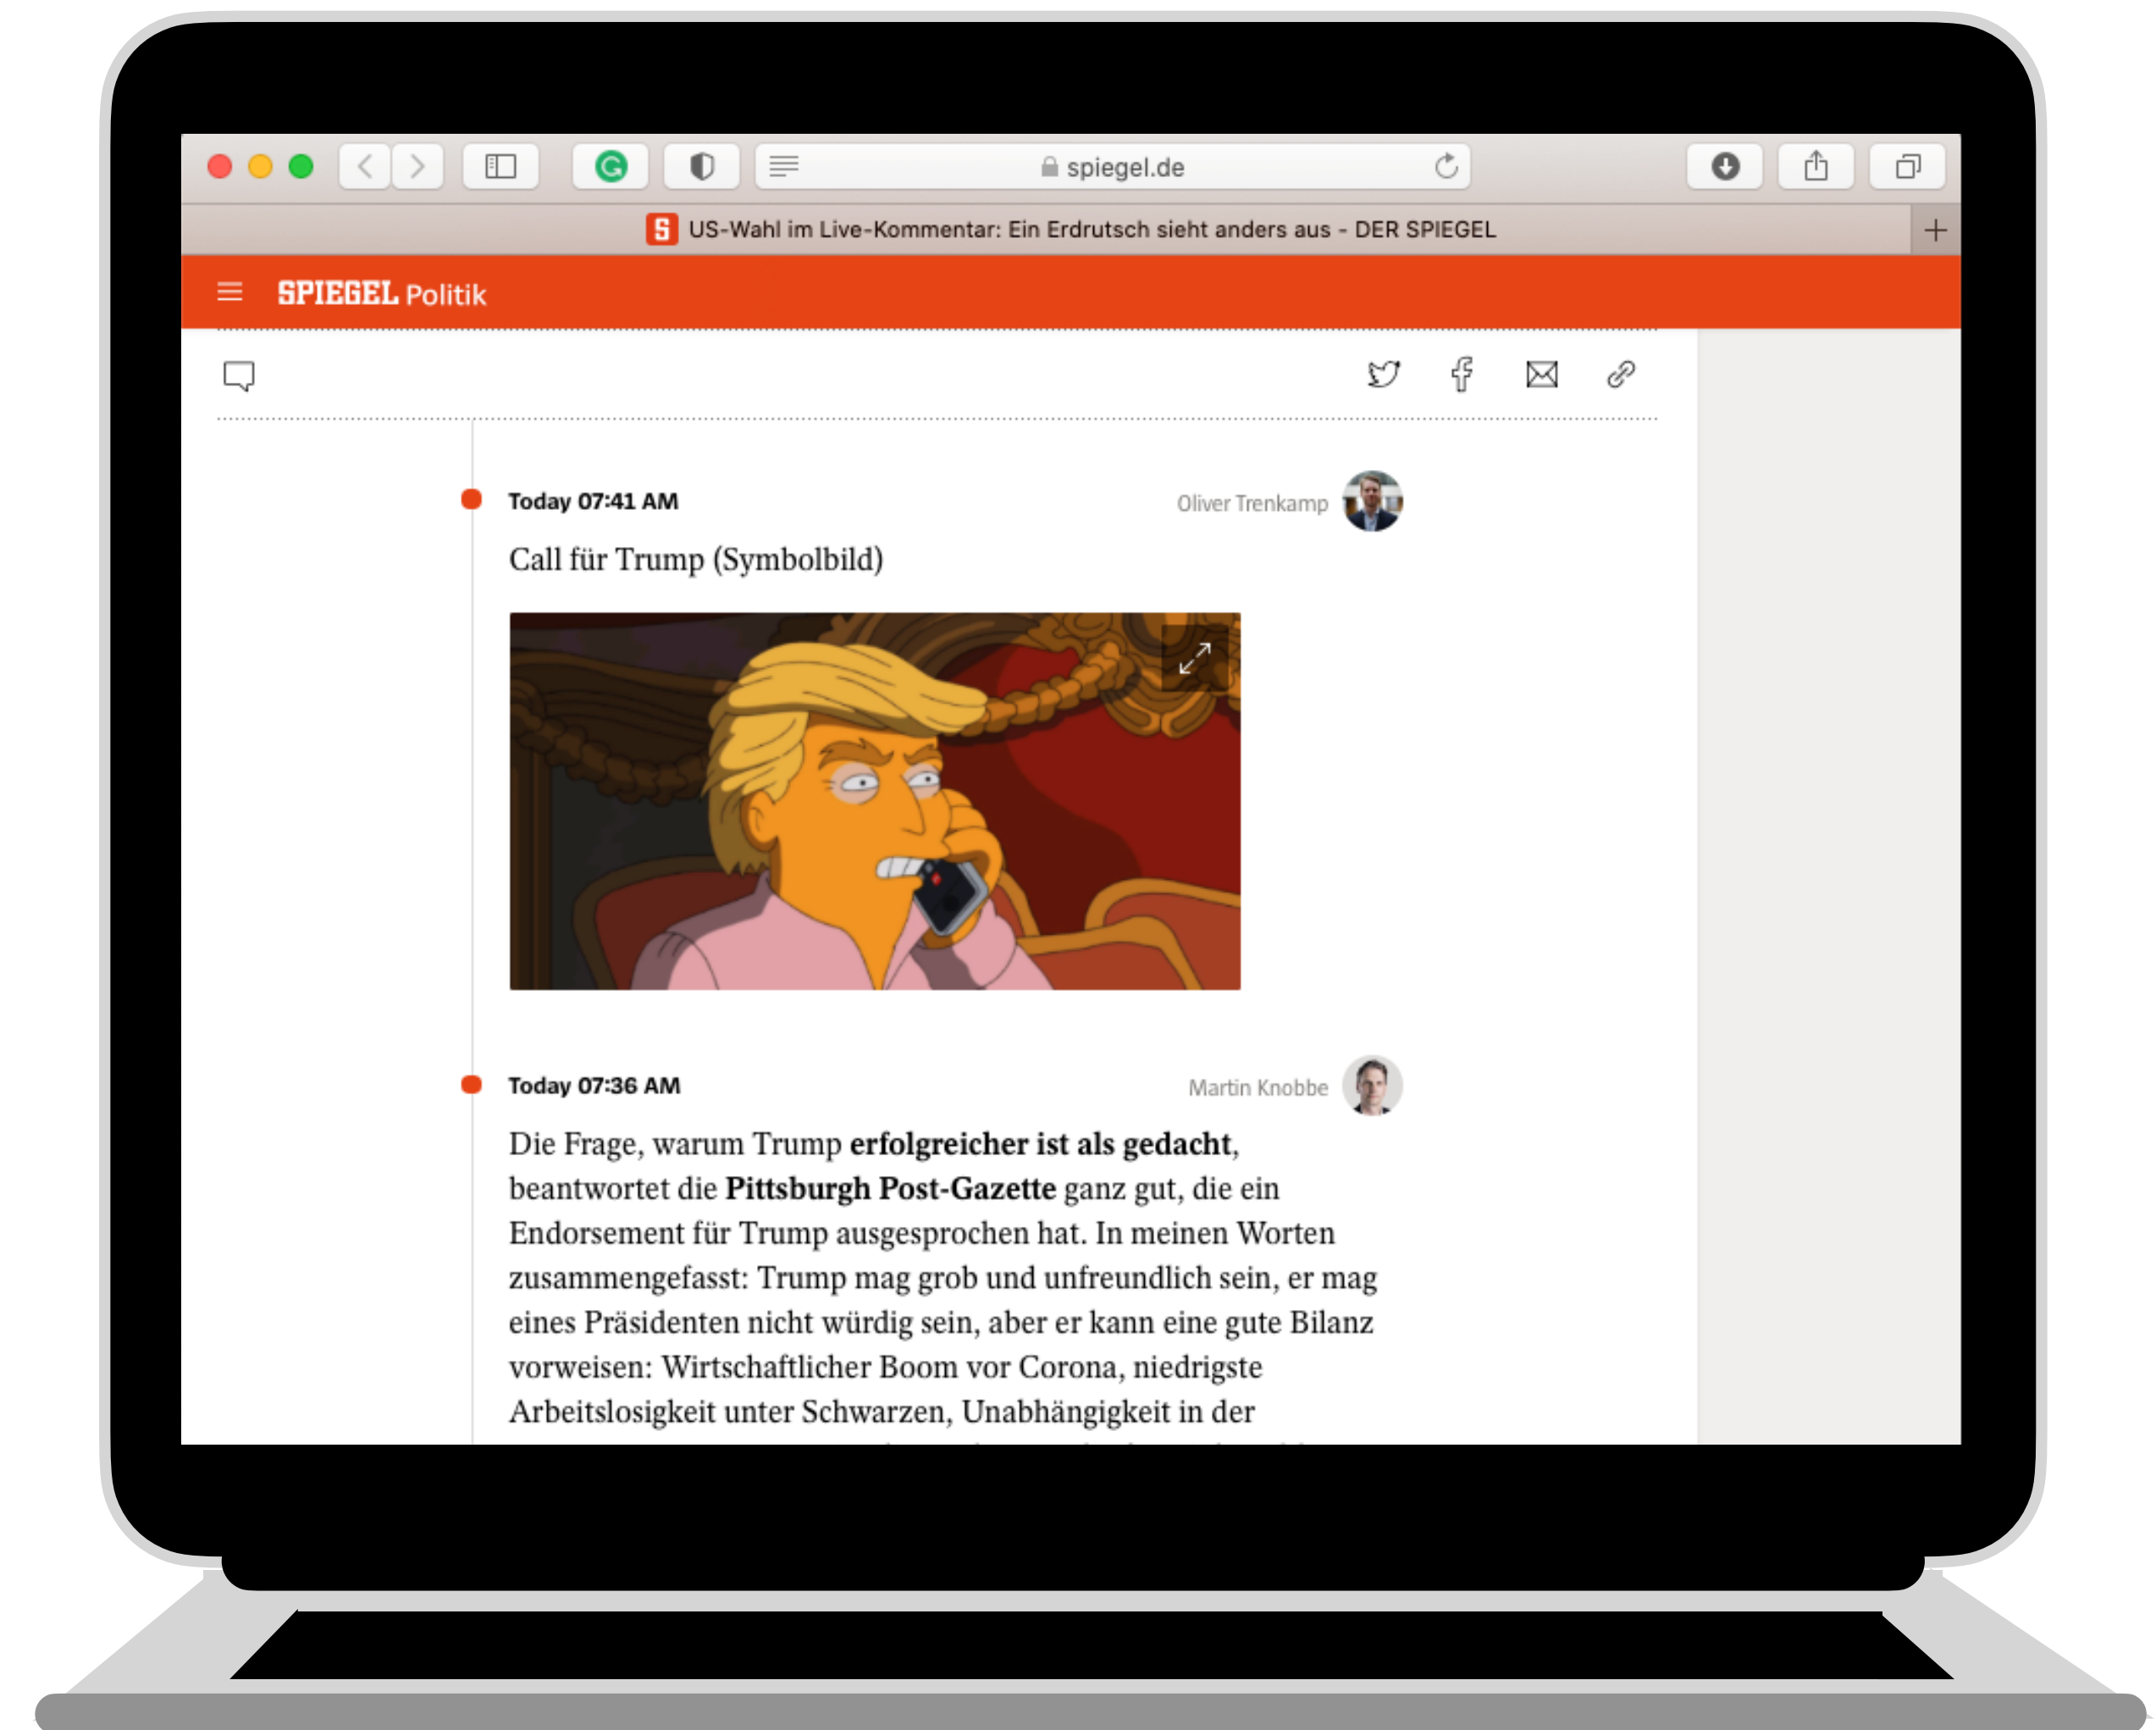 spiegel.de
US-Wahl im Live-Kommentar: Ein Erdrutsch sieht anders aus - DER SPIEGEL
SPIEGEL Politik
Today 07:41 AM
Oliver Trenkamp
Call für Trump (Symbolbild)
Today 07:36 AM
Martin Knobbe
Die Frage, warum Trump erfolgreicher ist als gedacht,
beantwortet die Pittsburgh Post-Gazette ganz gut, die ein
Endorsement für Trump ausgesprochen hat. In meinen Worten
zusammengefasst: Trump mag grob und unfreundlich sein, er mag
eines Präsidenten nicht würdig sein, aber er kann eine gute Bilanz
vorweisen: Wirtschaftlicher Boom vor Corona, niedrigste
Arbeitslosigkeit unter Schwarzen, Unabhängigkeit in der